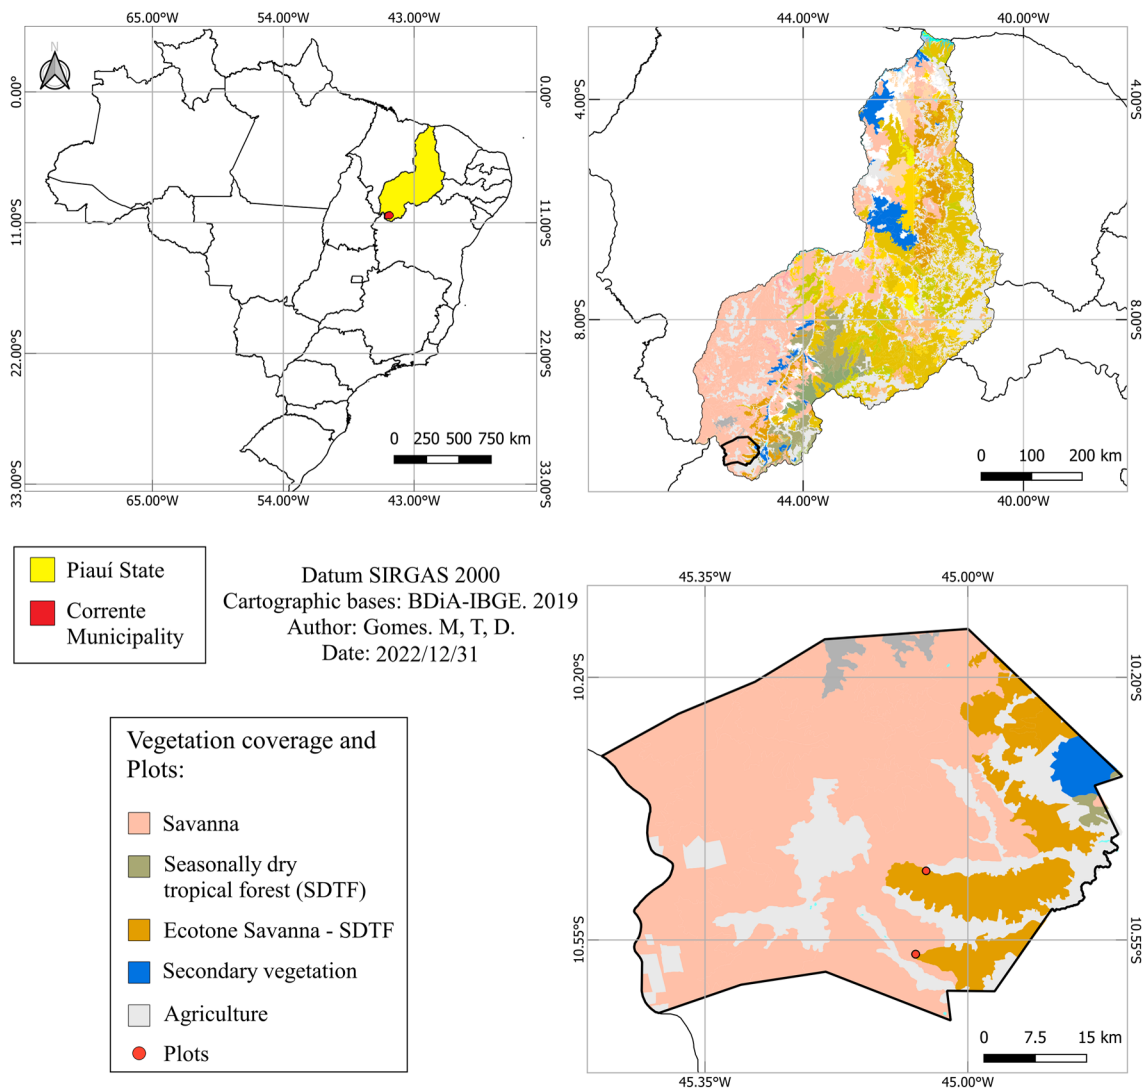 65.00°W 54.00°W 43.00°W
N
0.00° 0.00°
11.00°S 11.00°S
22.00°S 22.00°S
33.00°S 33.00°S
0 250 500 750 km
65.00°W 54.00°W 43.00°W
44.00°W 40.00°W
4.00°S 4.00°S
8.00°S 8.00°S
0 100 200 km
44.00°W 40.00°W
Piauí State
Corrente
Municipality
Datum SIRGAS 2000
Cartographic bases: BDiA-IBGE. 2019
Author: Gomes. M, T, D.
Date: 2022/12/31
Vegetation coverage and
Plots:
Savanna
Seasonally dry
tropical forest (SDTF)
Ecotone Savanna - SDTF
Secondary vegetation
Agriculture
Plots
45.35°W 45.00°W
10.20°S 10.20°S
10.55°S 10.55°S
0 7.5 15 km
45.35°W 45.00°W